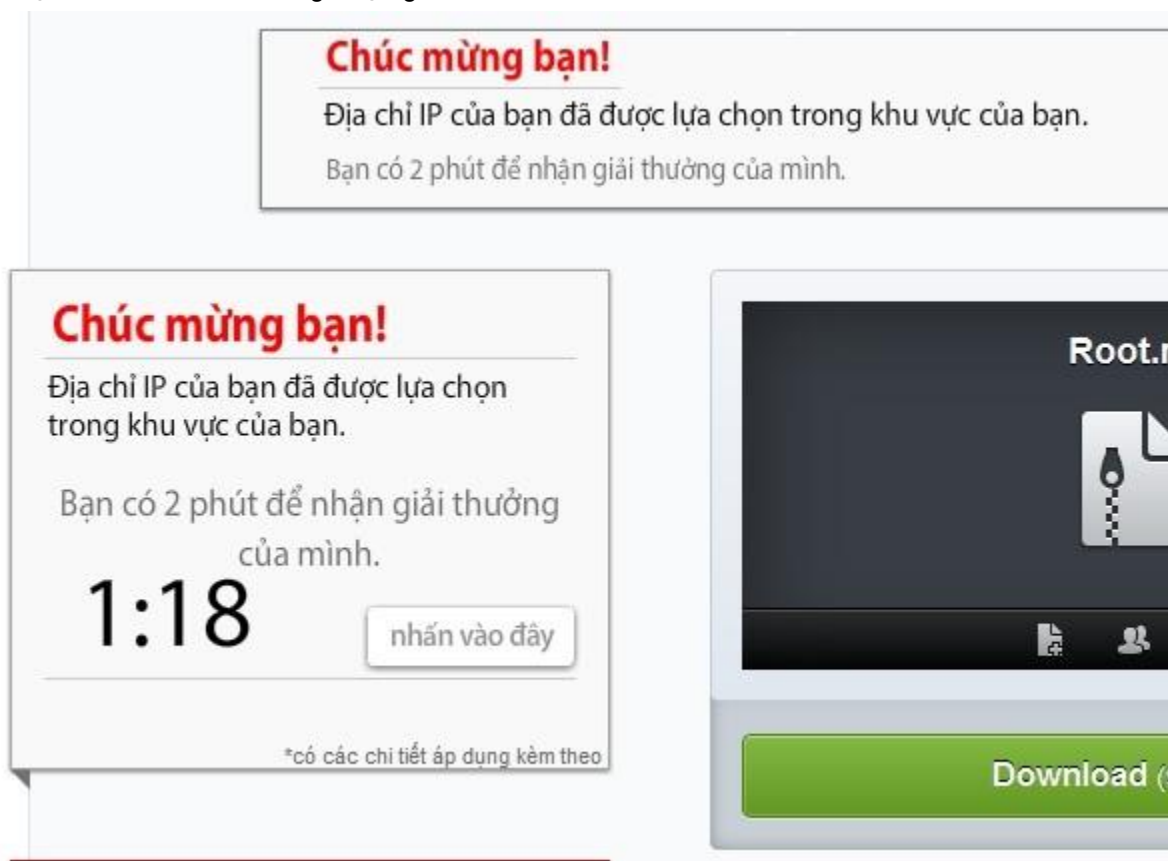 Chúc mừng bạn!
Địa chỉ IP của bạn đã được lựa chọn trong khu vực của bạn.
Bạn có 2 phút để nhận giải thưởng của mình.
Chúc mừng bạn!
Địa chỉ IP của bạn đã được lựa chọn
trong khu vực của bạn.
Bạn có 2 phút để nhận giải thưởng
của mình.
1:18
nhấn vào đây
*có các chi tiết áp dụng kèm theo
Root.
Download (